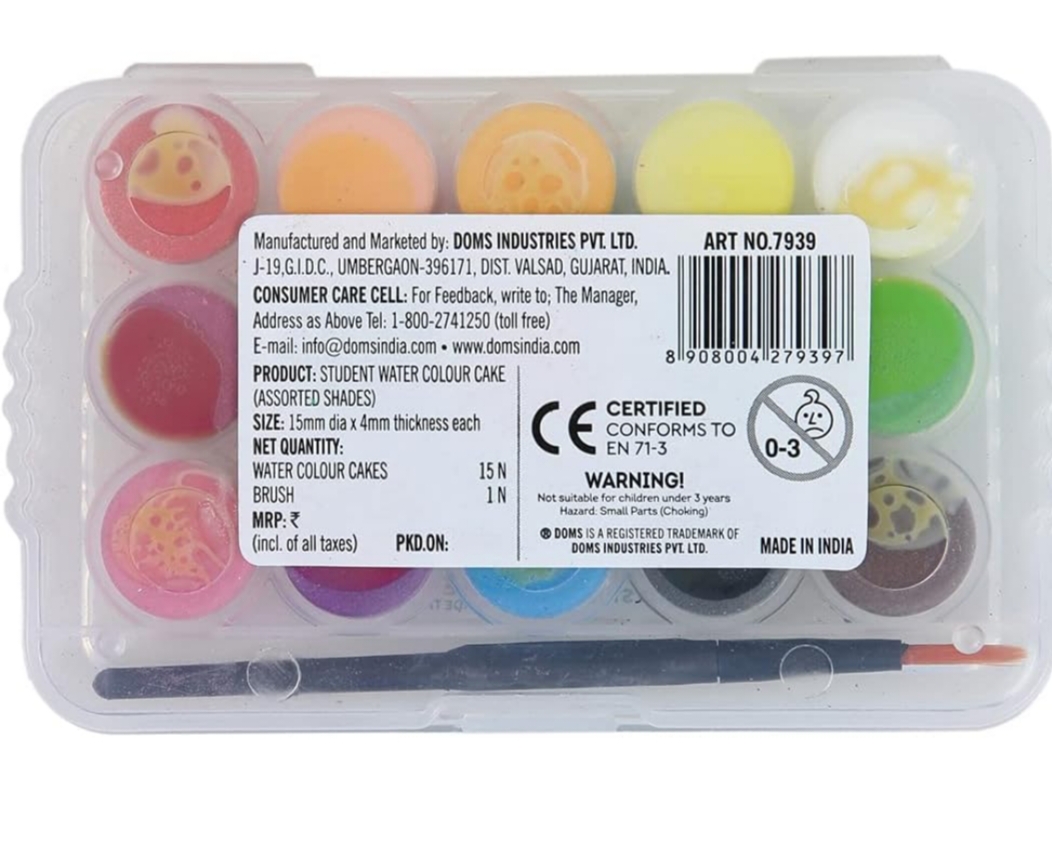 Manufactured and Marketed by: DOMS INDUSTRIES PVT. LTD.
J-19,G.I.D.C., UMBERGAON-396171, DIST. VALSAD, GUJARAT, INDIA.
CONSUMER CARE CELL: For Feedback, write to; The Manager,
Address as Above Tel: 1-800-2741250 (toll free)
E-mail: info@domsindia.com • www.domsindia.com
ART NO.7939
8 908004 279397
PRODUCT: STUDENT WATER COLOUR CAKE
(ASSORTED SHADES)
SIZE: 15mm dia x 4mm thickness each
NET QUANTITY:
WATER COLOUR CAKES 15 N
BRUSH 1 N
MRP: ₹
(incl. of all taxes) PKD.ON:
CE CERTIFIED
CONFORMS TO
EN 71-3
0-3
WARNING!
Not suitable for children under 3 years
Hazard: Small Parts (Choking)
® DOMS IS A REGISTERED TRADEMARK OF
DOMS INDUSTRIES PVT. LTD.
MADE IN INDIA